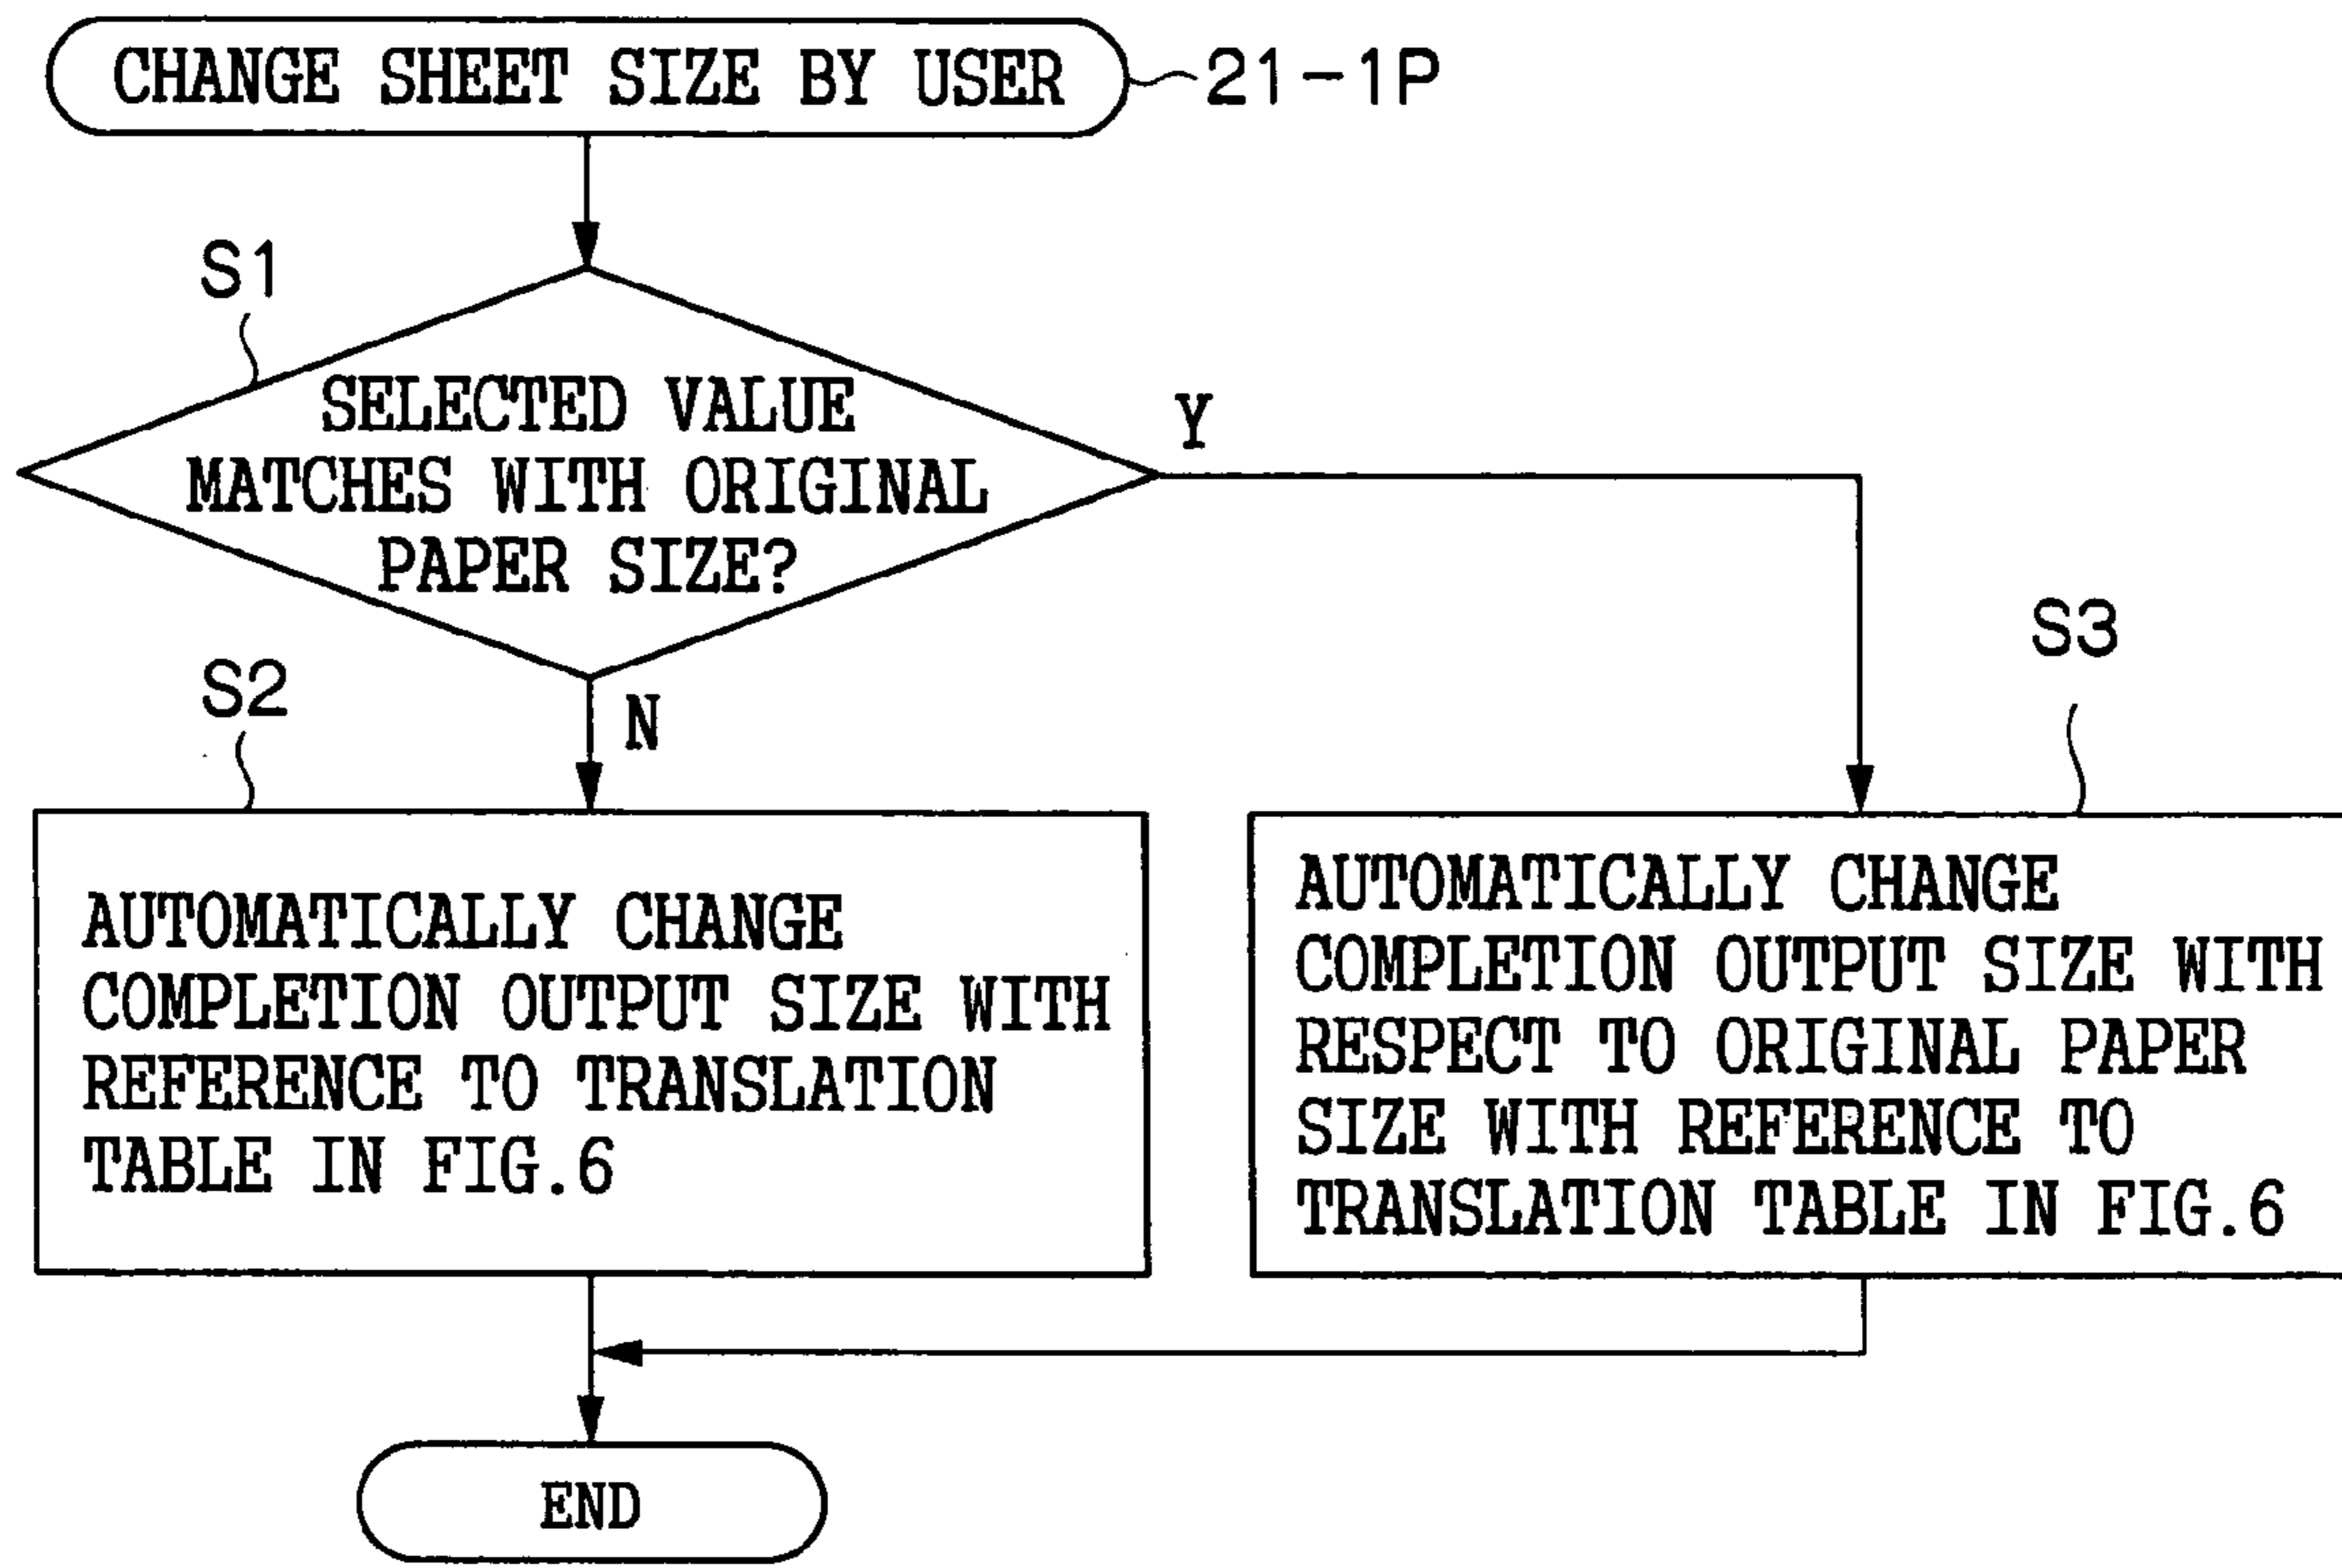 CHANGE SHEET SIZE BY USER
21-1P
S1
SELECTED VALUE
MATCHES WITH ORIGINAL
PAPER SIZE?
Y
N
S2
AUTOMATICALLY CHANGE
COMPLETION OUTPUT SIZE WITH
REFERENCE TO TRANSLATION
TABLE IN FIG.6
S3
AUTOMATICALLY CHANGE
COMPLETION OUTPUT SIZE WITH
RESPECT TO ORIGINAL PAPER
SIZE WITH REFERENCE TO
TRANSLATION TABLE IN FIG.6
END